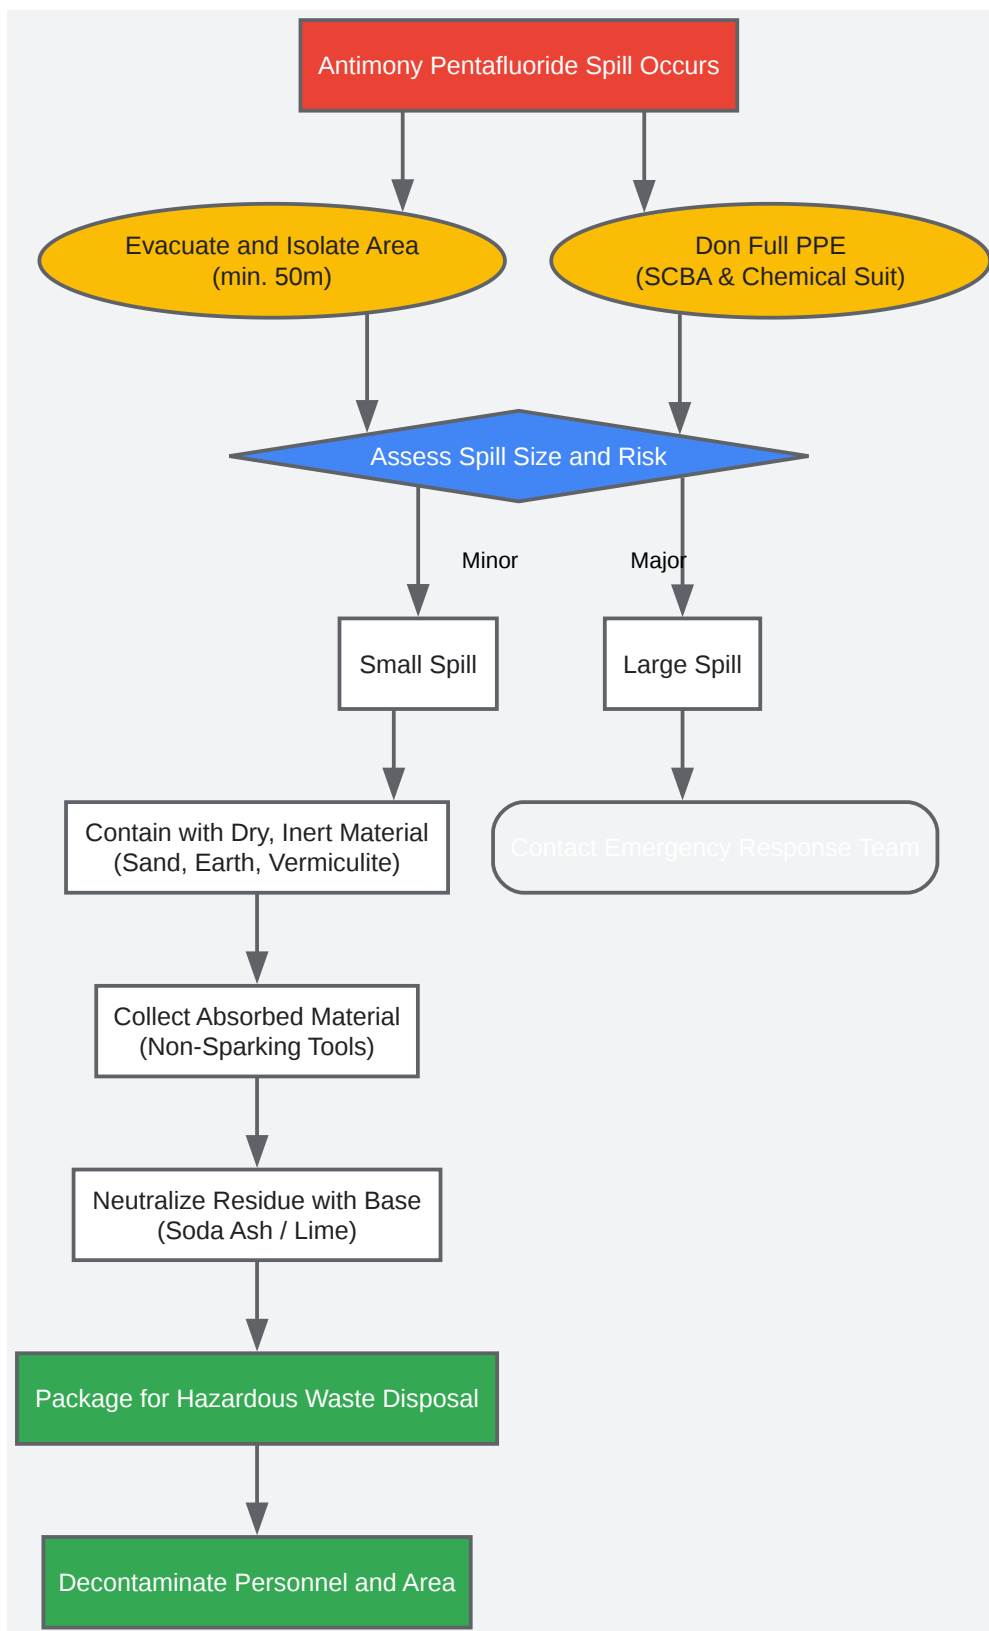 Antimony Pentafluoride Spill Occurs
Evacuate and Isolate Area
(min. 50m)
Don Full PPE
(SCBA & Chemical Suit)
Assess Spill Size and Risk
Minor
Major
Small Spill
Large Spill
Contain with Dry, Inert Material
(Sand, Earth, Vermiculite)
Contact Emergency Response Team
Collect Absorbed Material
(Non-Sparking Tools)
Neutralize Residue with Base
(Soda Ash / Lime)
Package for Hazardous Waste Disposal
Decontaminate Personnel and Area